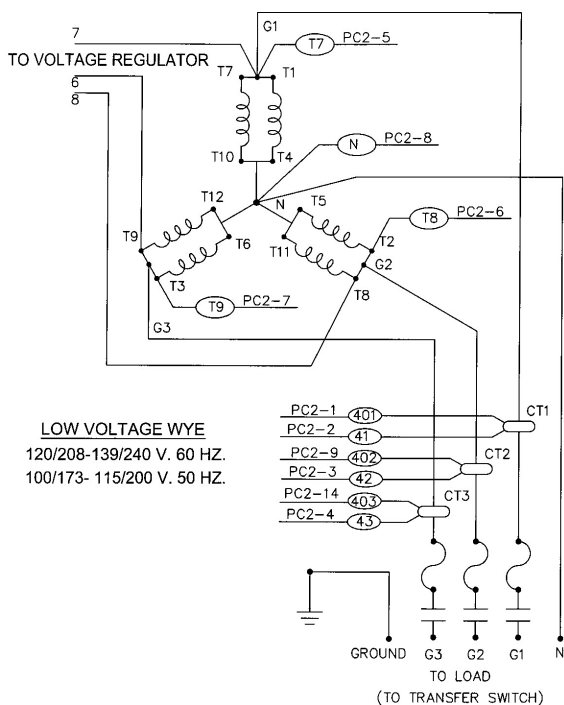 7
G1
T7
PC2-5
TO VOLTAGE REGULATOR
T7
T1
6
8
N
PC2-8
T10
T4
T12
N
T5
T8
PC2-6
T9
T6
T11
T2
G2
T3
T8
T9
PC2-7
G3
LOW VOLTAGE WYE
120/208-139/240 V. 60 HZ.
100/173- 115/200 V. 50 HZ.
PC2-1
401
CT1
PC2-2
41
PC2-9
402
CT2
PC2-3
42
PC2-14
403
CT3
PC2-4
43
GROUND
G3
G2
G1
N
TO LOAD
(TO TRANSFER SWITCH)